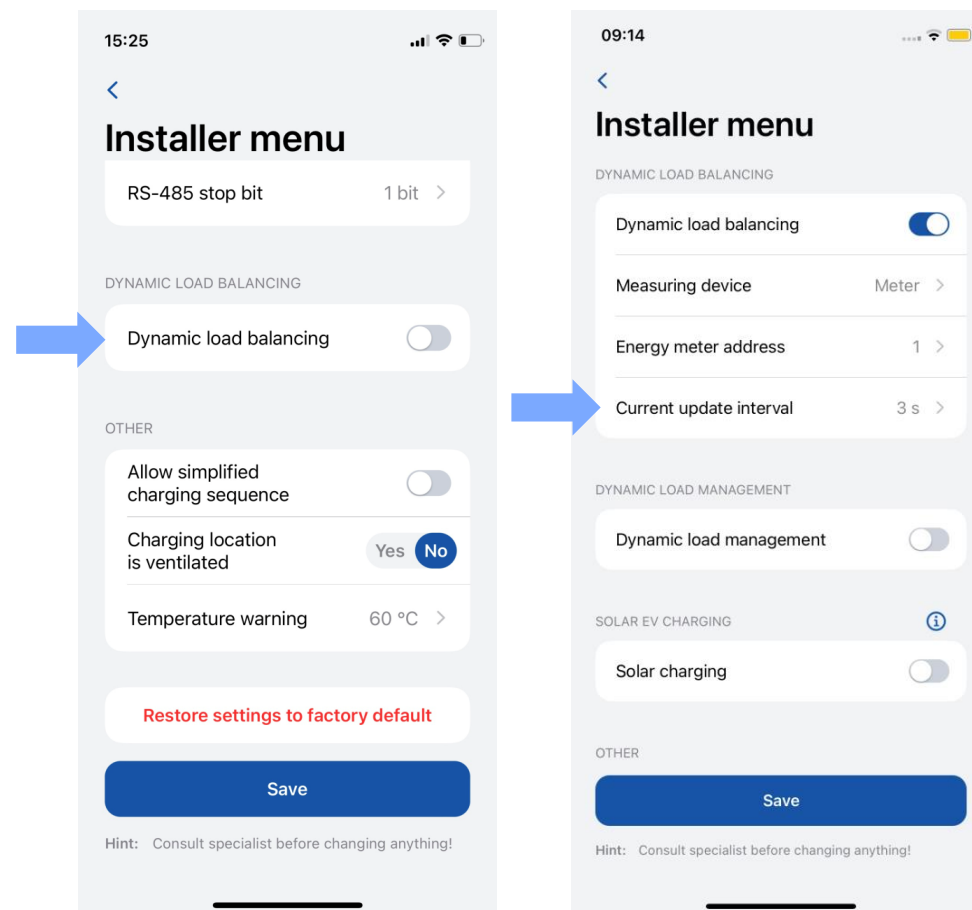 15:25
Installer menu
RS-485 stop bit 1 bit
DYNAMIC LOAD BALANCING
Dynamic load balancing
OTHER
Allow simplified
charging sequence
Charging location
is ventilated
Yes No
Temperature warning 60 °C
Restore settings to factory default
Save
Hint: Consult specialist before changing anything!
09:14
Installer menu
DYNAMIC LOAD BALANCING
Dynamic load balancing
Measuring device Meter
Energy meter address 1
Current update interval 3 s
DYNAMIC LOAD MANAGEMENT
Dynamic load management
SOLAR EV CHARGING
Solar charging
OTHER
Save
Hint: Consult specialist before changing anything!